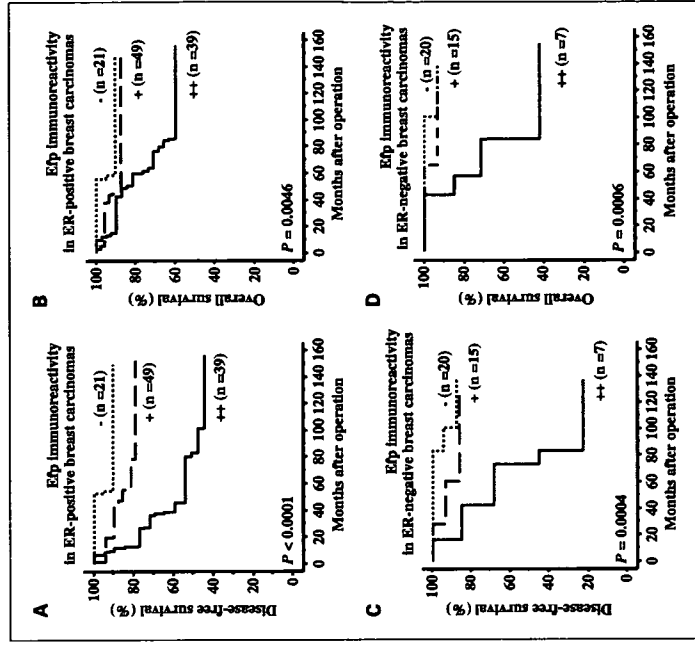 A
Efp immunoreactivity
in ER-positive breast carcinomas
Disease-free survival (%)
100
80
60
40
20
0
- (n =21)
+ (n =49)
++ (n =39)
P < 0.0001
0 20 40 60 80 100 120 140 160
Months after operation
B
Efp immunoreactivity
in ER-positive breast carcinomas
Overall survival (%)
100
80
60
40
20
0
- (n =21)
+ (n =49)
++ (n =39)
P = 0.0046
0 20 40 60 80 100 120 140 160
Months after operation
C
Efp immunoreactivity
in ER-negative breast carcinomas
Disease-free survival (%)
100
80
60
40
20
0
- (n =20)
+ (n =15)
++ (n =7)
P = 0.0004
0 20 40 60 80 100 120 140 160
Months after operation
D
Efp immunoreactivity
in ER-negative breast carcinomas
Overall survival (%)
100
80
60
40
20
0
- (n =20)
+ (n =15)
++ (n =7)
P = 0.0006
0 20 40 60 80 100 120 140 160
Months after operation